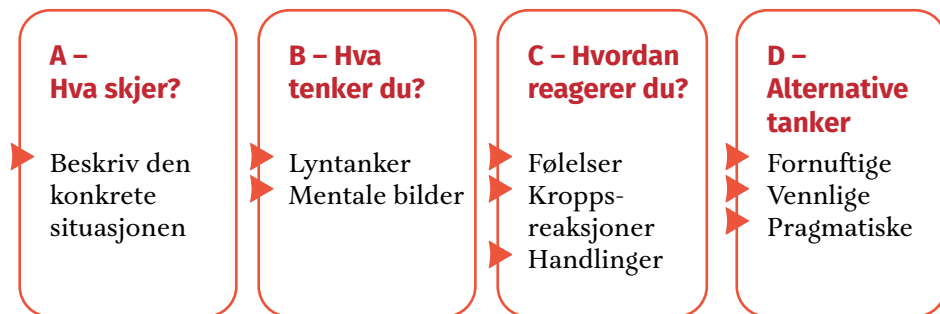 A –
Hva skjer?
Beskriv den
konkrete
situasjonen
B – Hva
tenker du?
Lyntanker
Mentale bilder
C – Hvordan
reagerer du?
Følelser
Kropps-
reaksjoner
Handlinger
D –
Alternative
tanker
Fornuftige
Vennlige
Pragmatiske